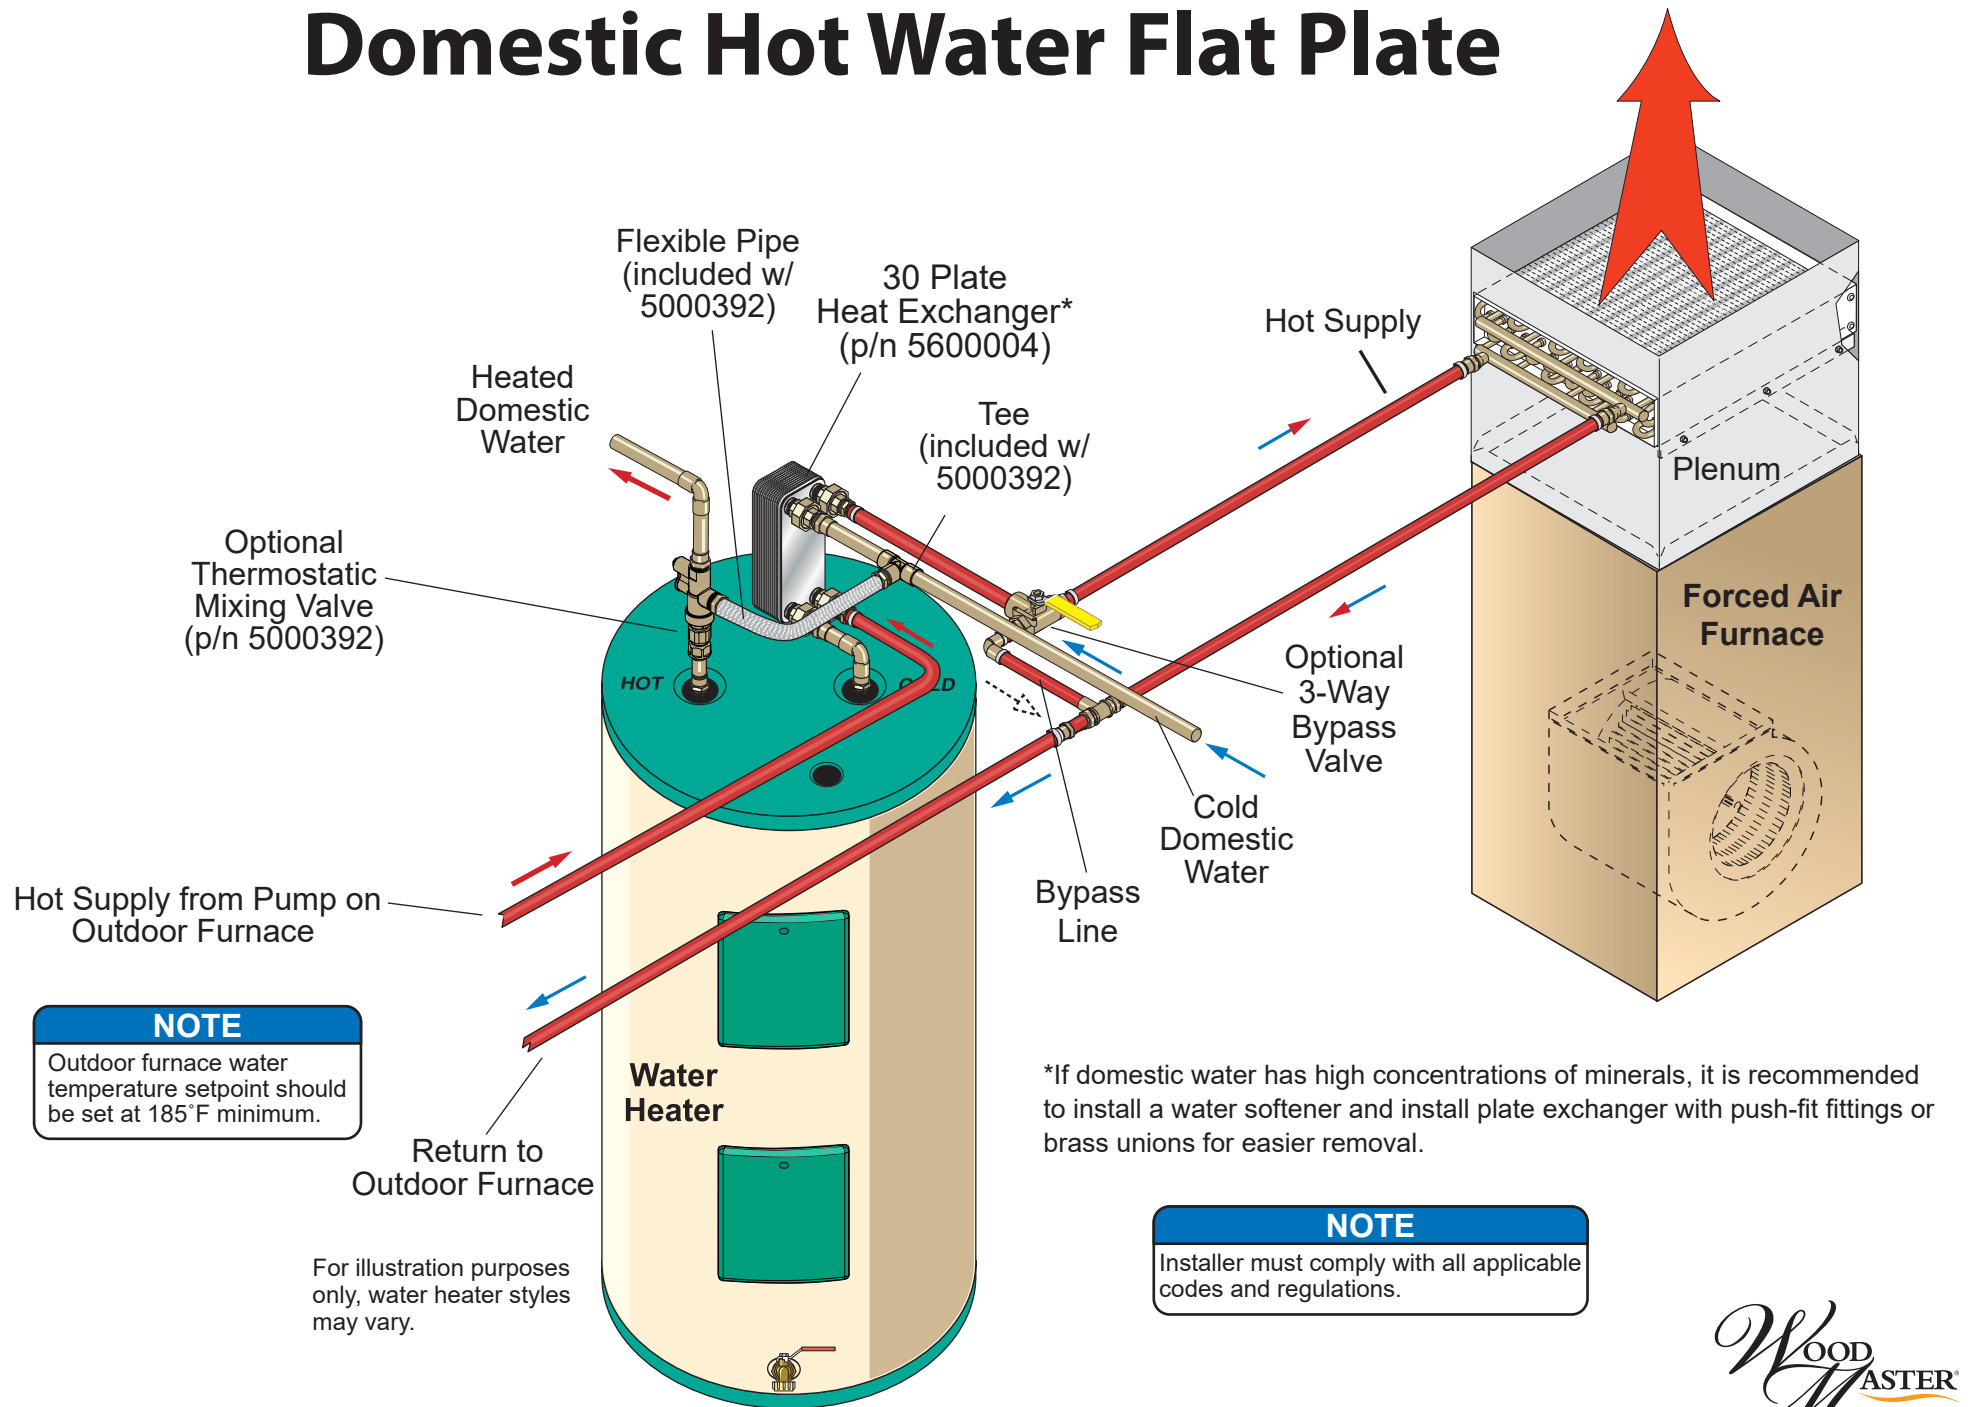 Domestic Hot Water Flat Plate
Flexible Pipe
(included w/
5000392)
30 Plate
Heat Exchanger*
(p/n 5600004)
Hot Supply
Heated
Domestic
Water
Tee
(included w/
5000392)
Plenum
Optional
Thermostatic
Mixing Valve
(p/n 5000392)
Forced Air
Furnace
HOT
COLD
Optional
3-Way
Bypass
Valve
Cold
Domestic
Water
Bypass
Line
Hot Supply from Pump on
Outdoor Furnace
NOTE
Outdoor furnace water
temperature setpoint should
be set at 185˚F minimum.
Water
Heater
Return to
Outdoor Furnace
*If domestic water has high concentrations of minerals, it is recommended
to install a water softener and install plate exchanger with push-fit fittings or
brass unions for easier removal.
NOTE
Installer must comply with all applicable
codes and regulations.
For illustration purposes
only, water heater styles
may vary.
WOOD
MASTER®